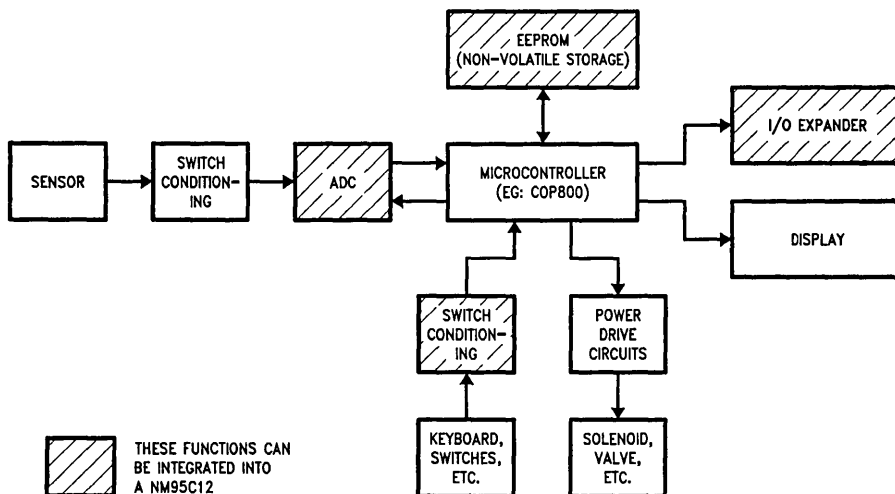 EEPROM
(NON-VOLATILE STORAGE)
I/O EXPANDER
SENSOR
SWITCH
CONDITION-
ING
ADC
MICROCONTROLLER
(EG: COP800)
DISPLAY
SWITCH
CONDITION-
ING
POWER
DRIVE
CIRCUITS
KEYBOARD,
SWITCHES,
ETC.
SOLENOID,
VALVE,
ETC.
THESE FUNCTIONS CAN
BE INTEGRATED INTO
A NM95C12